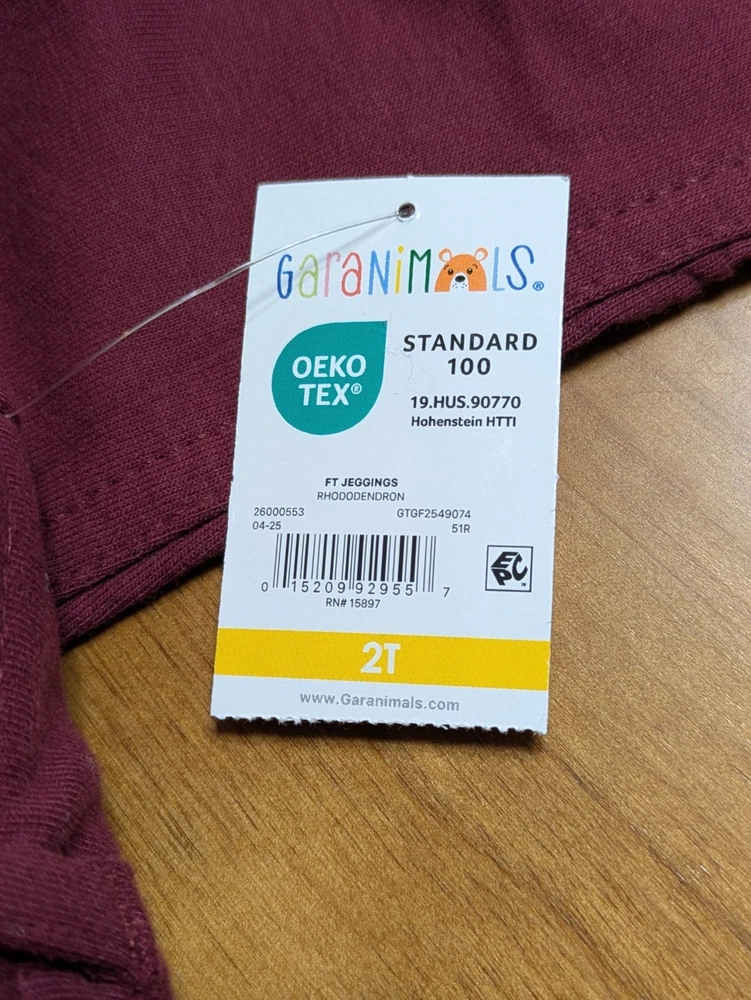 GaraNiMALS®
OEKO
TEX®
STANDARD
100
19.HUS.90770
Hohenstein HTTI
FT JEGGINGS
RHODODENDRON
26000553 GTGF2549074
04-25 51R
0 15209 92955 7
RN# 15897
EPC™
2T
www.Garanimals.com